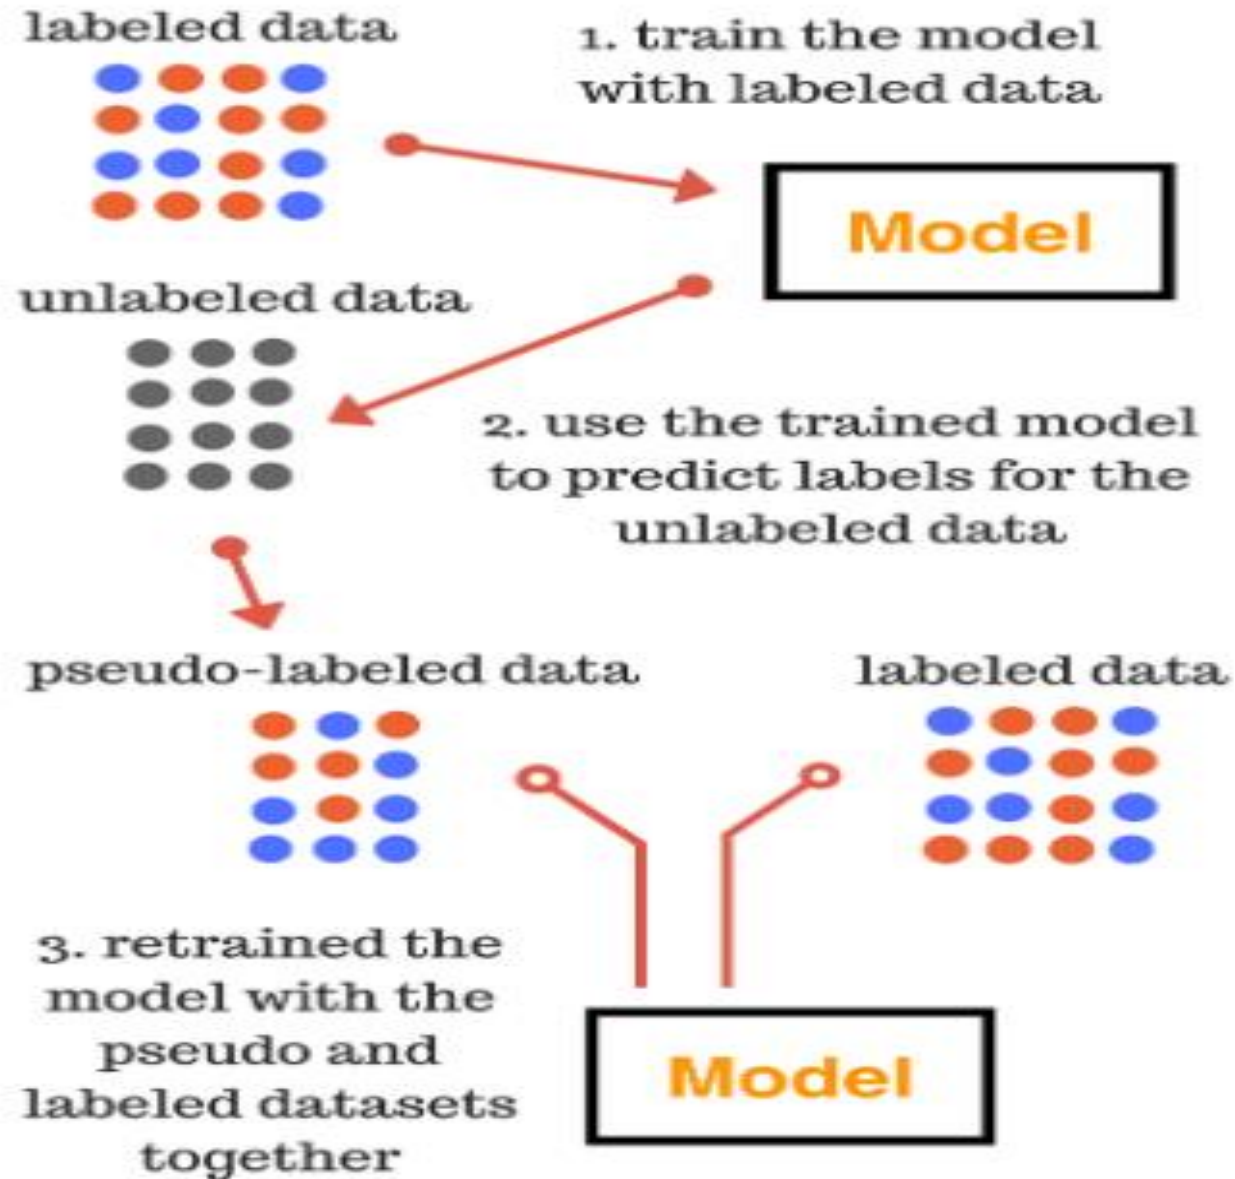 labeled data
1. train the model
with labeled data
Model
unlabeled data
2. use the trained model
to predict labels for the
unlabeled data
pseudo-labeled data
labeled data
3. retrained the
model with the
pseudo and
labeled datasets
together
Model